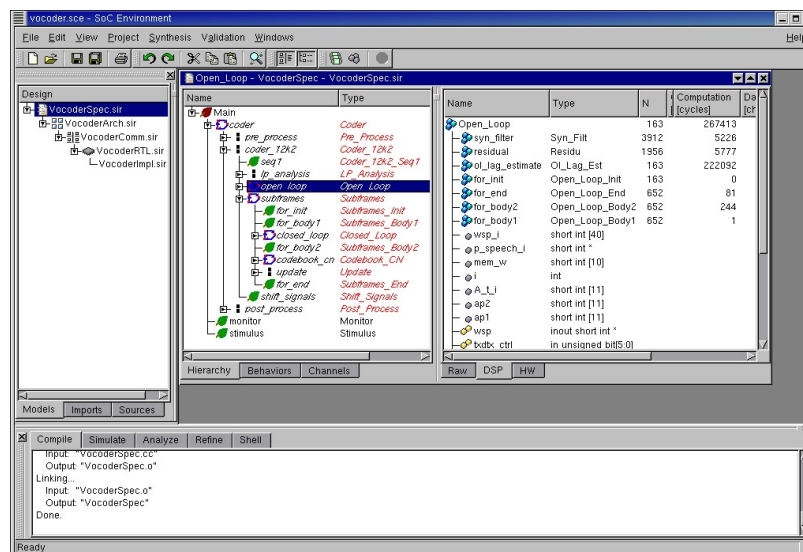 vocoder.sce - SoC Environment
File Edit View Project Synthesis Validation Windows Help
Design
VocoderSpec.sir
VocoderArch.sir
VocoderComm.sir
VocoderRTL.sir
VocoderImpl.sir
Models Imports Sources
Open_Loop - VocoderSpec - VocoderSpec.sir
Name Type
Main
coder Coder
pre_process Pre_Process
coder_12k2 Coder_12k2
seq1 Coder_12k2_Seq1
lp_analysis LP_Analysis
open_loop Open_Loop
subframes Subframes
for_init Subframes_Init
for_body1 Subframes_Body1
closed_loop Closed_Loop
for_body2 Subframes_Body2
codebook_cn Codebook_CN
update Update
for_end Subframes_End
shift_signals Shift_Signals
post_process Post_Process
monitor Monitor
stimulus Stimulus
Hierarchy Behaviors Channels
Name Type N Computation [cycles] Da [cr
Open_Loop 163 267413
syn_filter Syn_Filt 3912 5226
residual Residu 1956 5777
ol_lag_estimate Ol_Lag_Est 163 222092
for_init Open_Loop_Init 163 0
for_end Open_Loop_End 652 81
for_body2 Open_Loop_Body2 652 244
for_body1 Open_Loop_Body1 652 1
wsp_i short int [40]
p_speech_i short int *
mem_w short int [10]
i int
A_t_i short int [11]
ap2 short int [11]
ap1 short int [11]
wsp inout short int *
txdtx_ctrl in unsigned bit[5:0]
Raw DSP HW
Compile Simulate Analyze Refine Shell
Input: "VocoderSpec.cc"
Output: "VocoderSpec.o"
Linking...
Input: "VocoderSpec.o"
Output: "VocoderSpec"
Done.
Ready